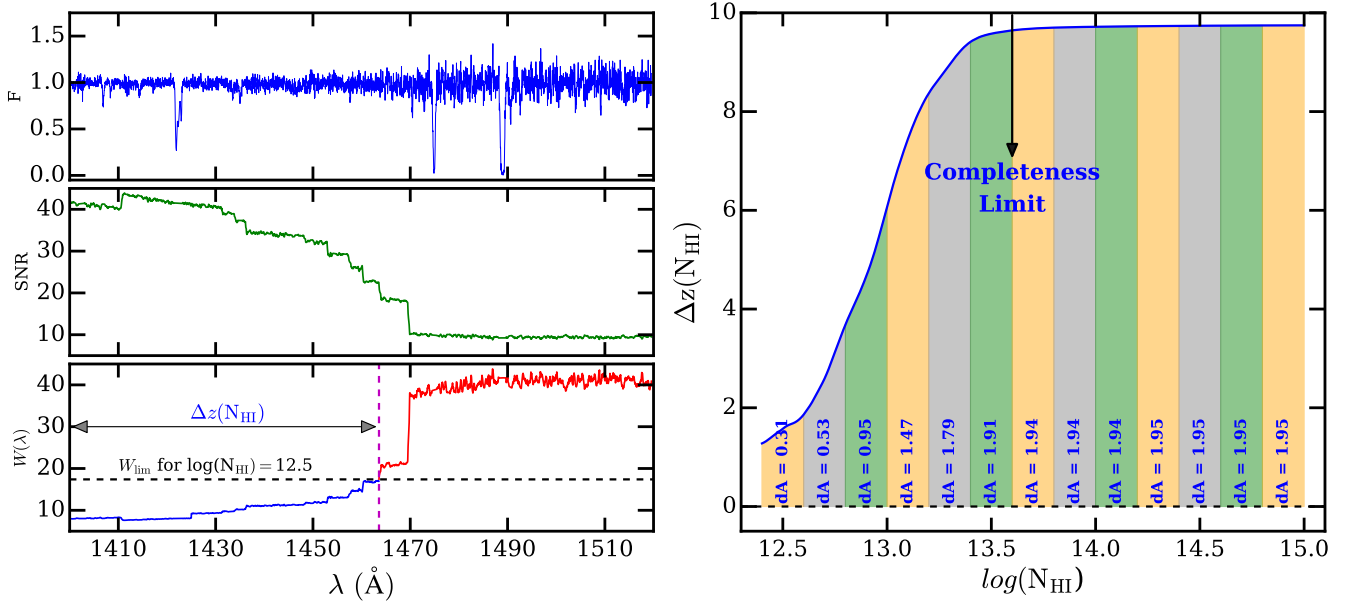 F
1.5
1.0
0.5
0.0
SNR
40
30
20
10
W(λ)
40
30
20
10
Δz(N_HI)
W_lim for log(N_HI) = 12.5
1410 1430 1450 1470 1490 1510
λ (Å)
Δz(N_HI)
10
8
6
4
2
0
Completeness
Limit
dA = 0.31
dA = 0.53
dA = 0.95
dA = 1.47
dA = 1.79
dA = 1.91
dA = 1.94
dA = 1.94
dA = 1.94
dA = 1.95
dA = 1.95
dA = 1.95
dA = 1.95
12.5 13.0 13.5 14.0 14.5 15.0
log(N_HI)